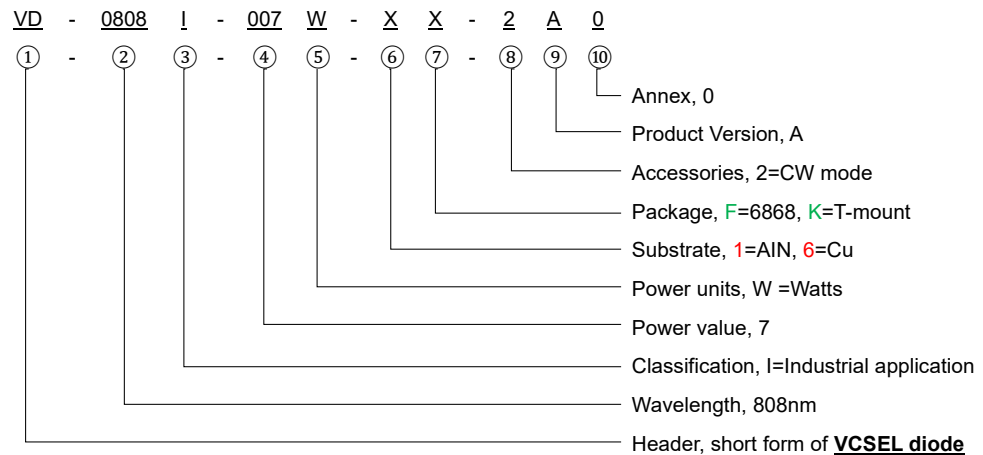 VD - 0808 I - 007 W - X X - 2 A 0
① - ② ③ - ④ ⑤ - ⑥ ⑦ - ⑧ ⑨ ⑩
Annex, 0
Product Version, A
Accessories, 2=CW mode
Package, F=6868, K=T-mount
Substrate, 1=AIN, 6=Cu
Power units, W =Watts
Power value, 7
Classification, I=Industrial application
Wavelength, 808nm
Header, short form of VCSEL diode